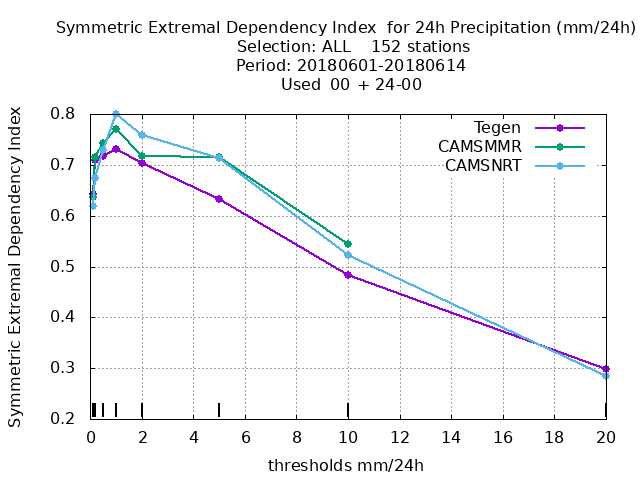 Symmetric Extremal Dependency Index  for 24h Precipitation (mm/24h)
Selection: ALL    152 stations
Period: 20180601-20180614
Used  00 + 24-00
Symmetric Extremal Dependency Index
0.8
0.7
0.6
0.5
0.4
0.3
0.2
Tegen
CAMSMMR
CAMSNRT
0 2 4 6 8 10 12 14 16 18 20
thresholds mm/24h